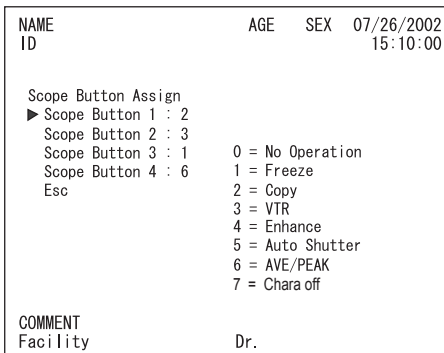 NAME AGE SEX 07/26/2002
ID 15:10:00
Scope Button Assign
▶ Scope Button 1 : 2
Scope Button 2 : 3
Scope Button 3 : 1 0 = No Operation
Scope Button 4 : 6 1 = Freeze
Esc 2 = Copy
3 = VTR
4 = Enhance
5 = Auto Shutter
6 = AVE/PEAK
7 = Chara off
COMMENT
Facility Dr.